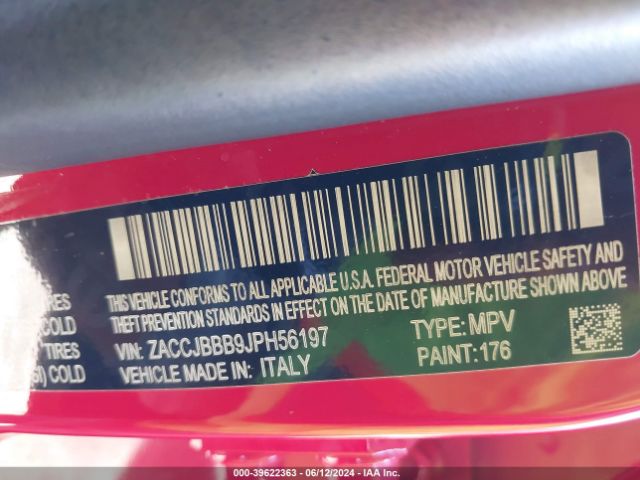 THIS VEHICLE CONFORMS TO ALL APPLICABLE U.S.A. FEDERAL MOTOR VEHICLE SAFETY AND
THEFT PREVENTION STANDARDS IN EFFECT ON THE DATE OF MANUFACTURE SHOWN ABOVE
VIN: ZACCJBBB9JPH56197 TYPE: MPV
VEHICLE MADE IN: ITALY PAINT: 176
RES
COLD
TIRES
SI) COLD
000-39622363 / 06/12/2024 / IAA Inc.